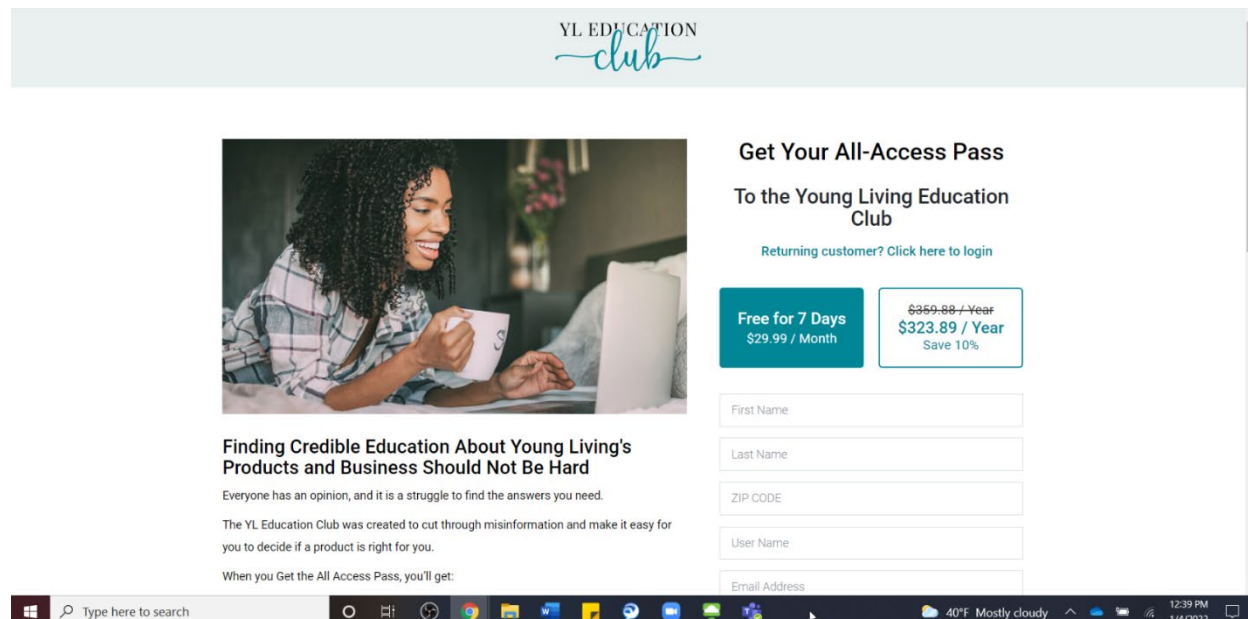 YL EDUCATION
club
Get Your All-Access Pass
To the Young Living Education
Club
Returning customer? Click here to login
Free for 7 Days
$29.99 / Month
$359.88 / Year
$323.89 / Year
Save 10%
First Name
Last Name
ZIP CODE
User Name
Email Address
Finding Credible Education About Young Living's
Products and Business Should Not Be Hard
Everyone has an opinion, and it is a struggle to find the answers you need.
The YL Education Club was created to cut through misinformation and make it easy for
you to decide if a product is right for you.
When you Get the All Access Pass, you'll get:
Type here to search
40°F Mostly cloudy
12:39 PM